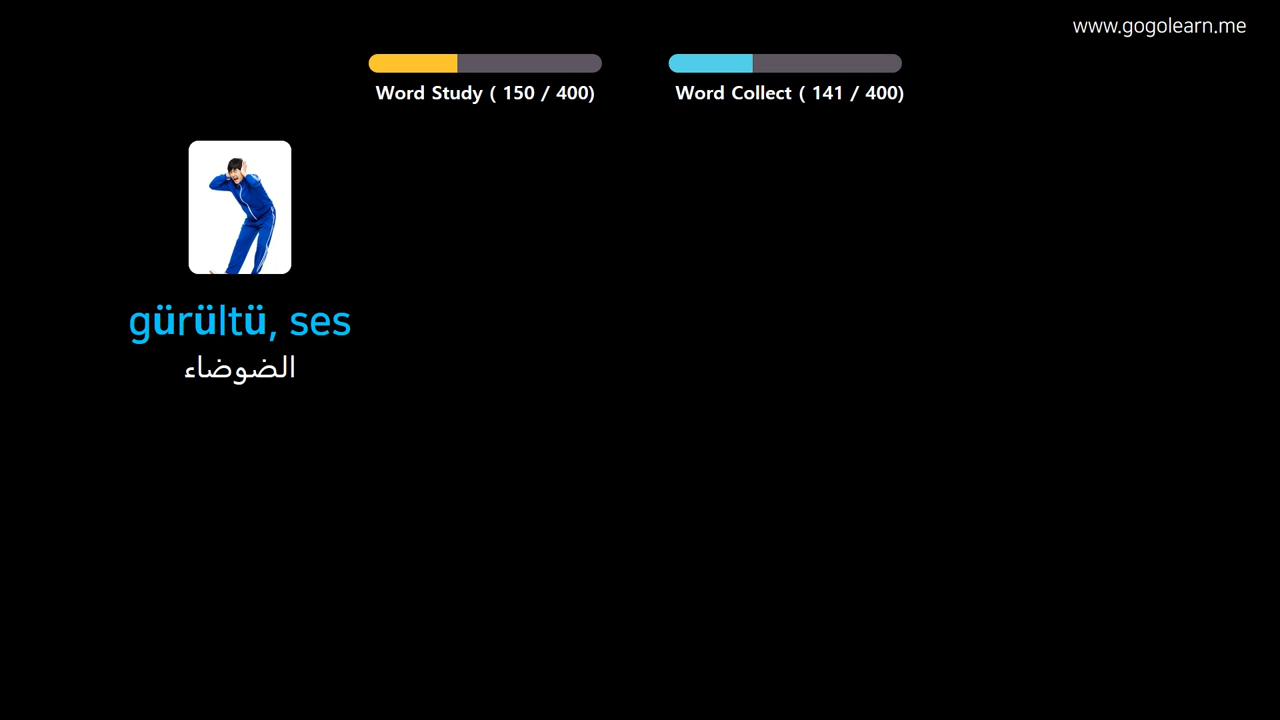 www.gogolearn.me
Word Study ( 150 / 400)
Word Collect ( 141 / 400)
gürültü, ses
الضوضاء